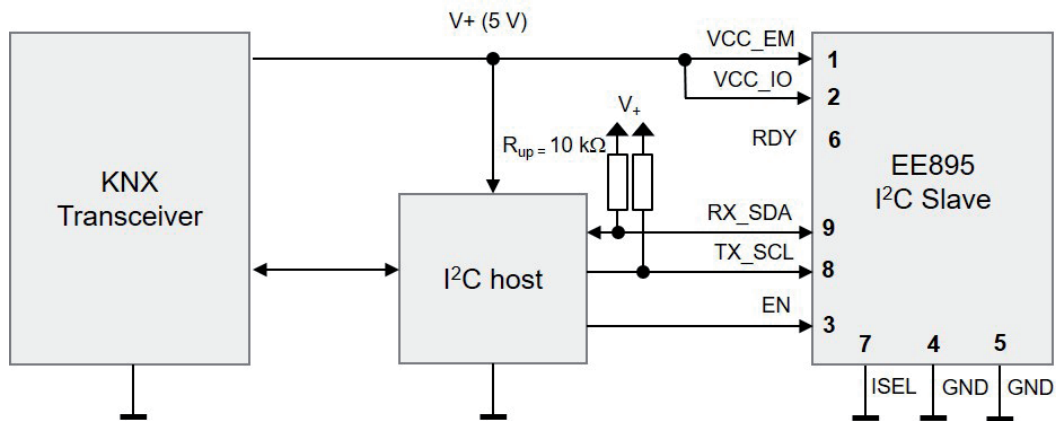 V+ (5 V)
VCC_EM
1
VCC_IO
2
V+
RDY
6
Rup = 10 kΩ
KNX
Transceiver
EE895
I²C Slave
RX_SDA
9
TX_SCL
8
I²C host
EN
3
7
4
5
ISEL
GND
GND